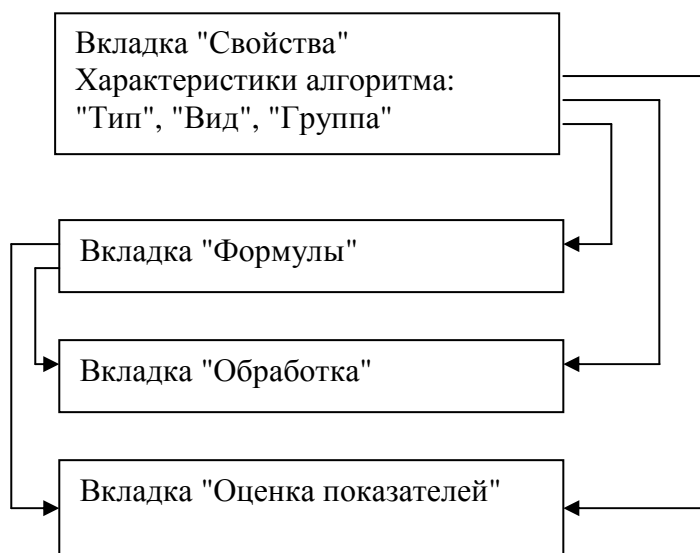 Вкладка "Свойства"
Характеристики алгоритма:
"Тип", "Вид", "Группа"
Вкладка "Формулы"
Вкладка "Обработка"
Вкладка "Оценка показателей"